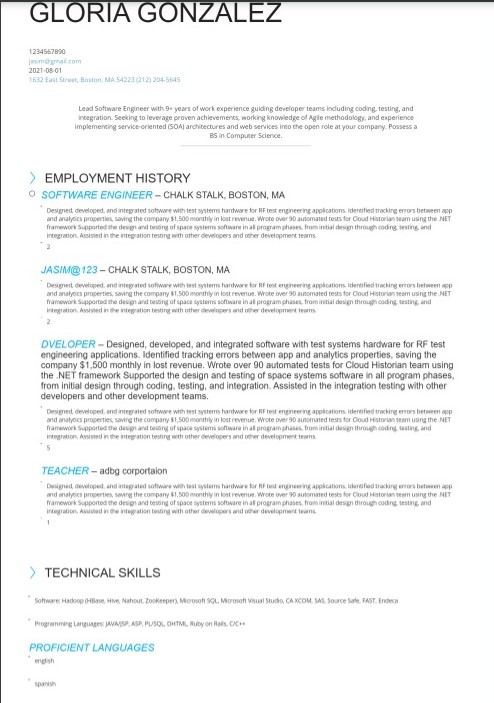 GLORIA GONZALEZ
1234567890
jasim@gmail.com
2021-08-01
1632 East Street, Boston, MA 54223 (212) 204-5645
Lead Software Engineer with 9+ years of work experience guiding developer teams including coding, testing, and
integration. Seeking to leverage proven achievements, working knowledge of Agile methodology, and experience
implementing service-oriented (SOA) architectures and web services into the open role at your company. Possess a
BS in Computer Science.
EMPLOYMENT HISTORY
SOFTWARE ENGINEER – CHALK STALK, BOSTON, MA
Designed, developed, and integrated software with test systems hardware for RF test engineering applications. Identified tracking errors between app
and analytics properties, saving the company $1,500 monthly in lost revenue. Wrote over 90 automated tests for Cloud Historian team using the .NET
framework Supported the design and testing of space systems software in all program phases, from initial design through coding, testing, and
integration. Assisted in the integration testing with other developers and other development teams.
2
JASIM@123 – CHALK STALK, BOSTON, MA
Designed, developed, and integrated software with test systems hardware for RF test engineering applications. Identified tracking errors between app
and analytics properties, saving the company $1,500 monthly in lost revenue. Wrote over 90 automated tests for Cloud Historian team using the .NET
framework Supported the design and testing of space systems software in all program phases, from initial design through coding, testing, and
integration. Assisted in the integration testing with other developers and other development teams.
2
DVELOPER – Designed, developed, and integrated software with test systems hardware for RF test
engineering applications. Identified tracking errors between app and analytics properties, saving the
company $1,500 monthly in lost revenue. Wrote over 90 automated tests for Cloud Historian team using
the .NET framework Supported the design and testing of space systems software in all program phases,
from initial design through coding, testing, and integration. Assisted in the integration testing with other
developers and other development teams.
Designed, developed, and integrated software with test systems hardware for RF test engineering applications. Identified tracking errors between app
and analytics properties, saving the company $1,500 monthly in lost revenue. Wrote over 90 automated tests for Cloud Historian team using the .NET
framework Supported the design and testing of space systems software in all program phases, from initial design through coding, testing, and
integration. Assisted in the integration testing with other developers and other development teams.
5
TEACHER – adbg corportaion
Designed, developed, and integrated software with test systems hardware for RF test engineering applications. Identified tracking errors between app
and analytics properties, saving the company $1,500 monthly in lost revenue. Wrote over 90 automated tests for Cloud Historian team using the .NET
framework Supported the design and testing of space systems software in all program phases, from initial design through coding, testing, and
integration. Assisted in the integration testing with other developers and other development teams.
1
TECHNICAL SKILLS
Software: Hadoop (HBase, Hive, Nahout, ZooKeeper), Microsoft SQL, Microsoft Visual Studio, CA XCOM, SAS, Source Safe, FAST, Endeca
Programming Languages: JAVA/JSP, ASP, PL/SQL, DHTML, Ruby on Rails, C/C++
PROFICIENT LANGUAGES
english
spanish